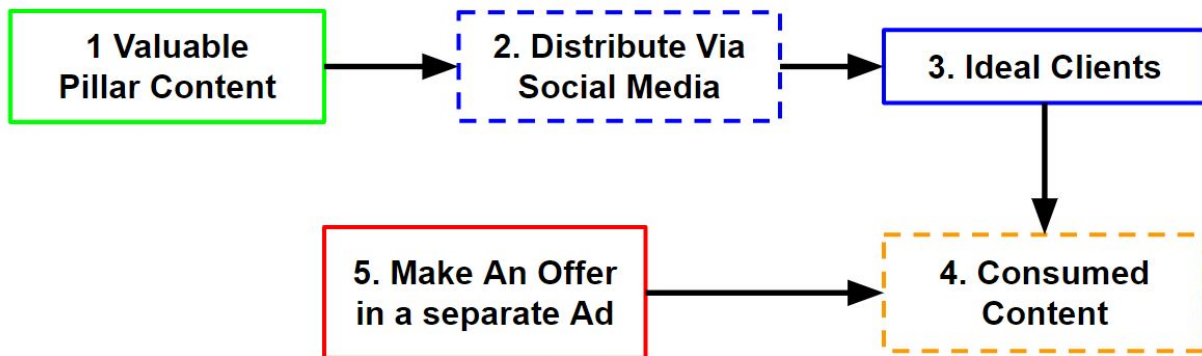 1 Valuable
Pillar Content
2. Distribute Via
Social Media
3. Ideal Clients
5. Make An Offer
in a separate Ad
4. Consumed
Content